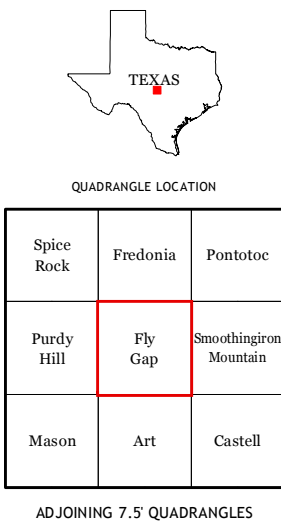 TEXAS
QUADRANGLE LOCATION
Spice
Rock
Fredonia
Pontotoc
Purdy
Hill
Fly
Gap
Smoothingiron
Mountain
Mason
Art
Castell
ADJOINING 7.5' QUADRANGLES